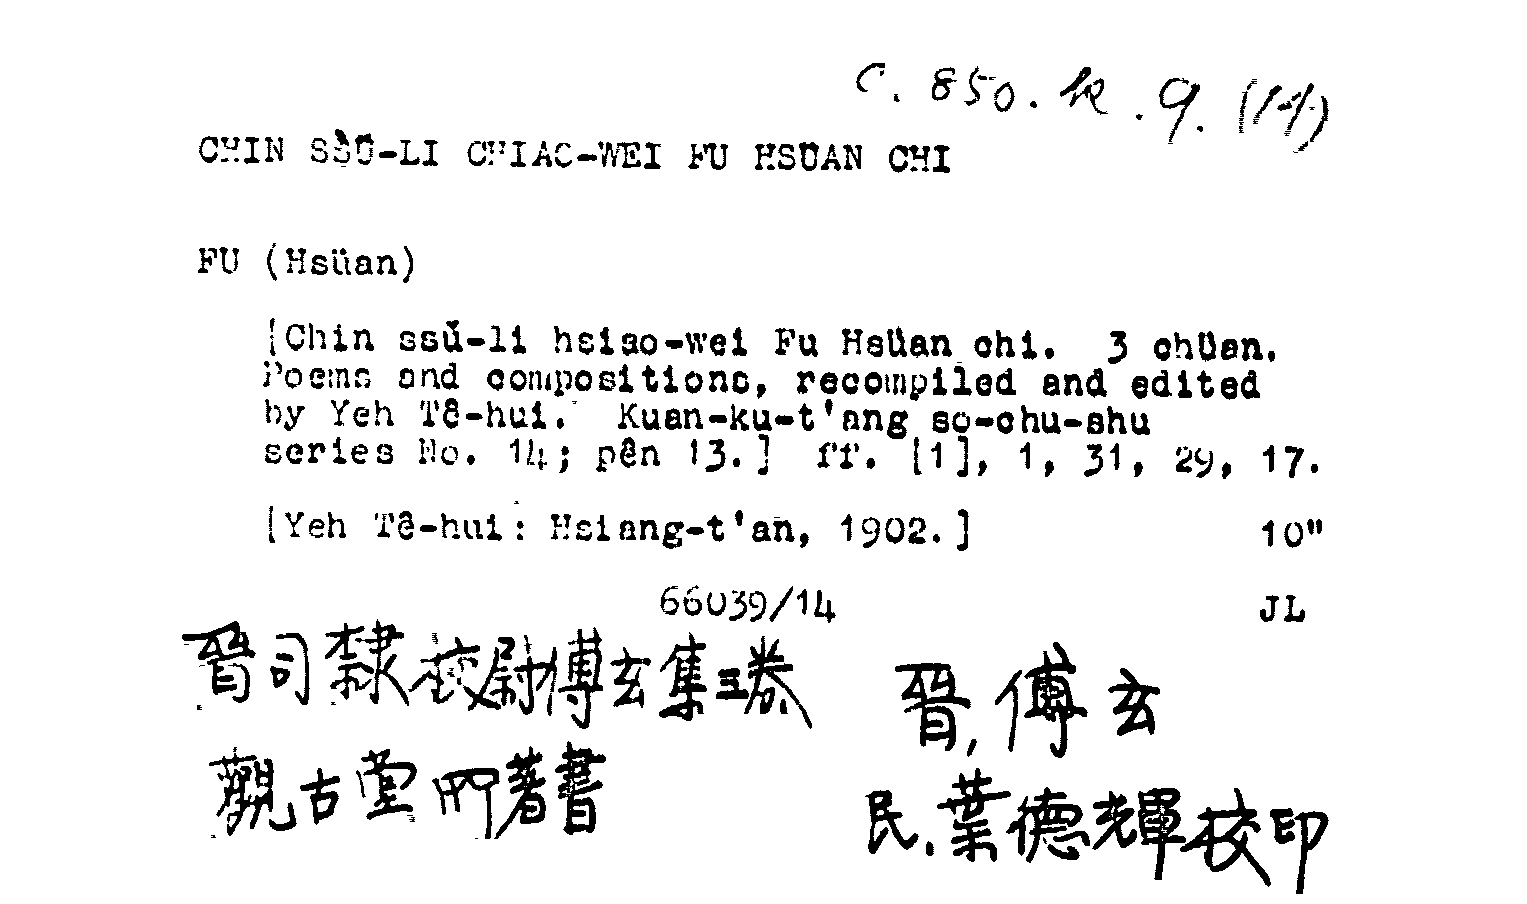 C. 850. k. 9. (14)
CHIN SSŬ-LI CHIAO-WEI FU HSÜAN CHI
FU (Hsüan)
[Chin ssŭ-li hsiao-wei Fu Hsüan chi. 3 chüan.
Poems and compositions, recompiled and edited
by Yeh Tê-hui. Kuan-ku-t'ang so-chu-shu
series No. 14; pên 13.] ff. [1], 1, 31, 29, 17.
[Yeh Tê-hui: Hsiang-t'an, 1902.] 10"
66039/14 JL
晉司隸校尉傅玄集三卷
晉, 傅玄
觀古堂所著書
民. 葉德輝校印